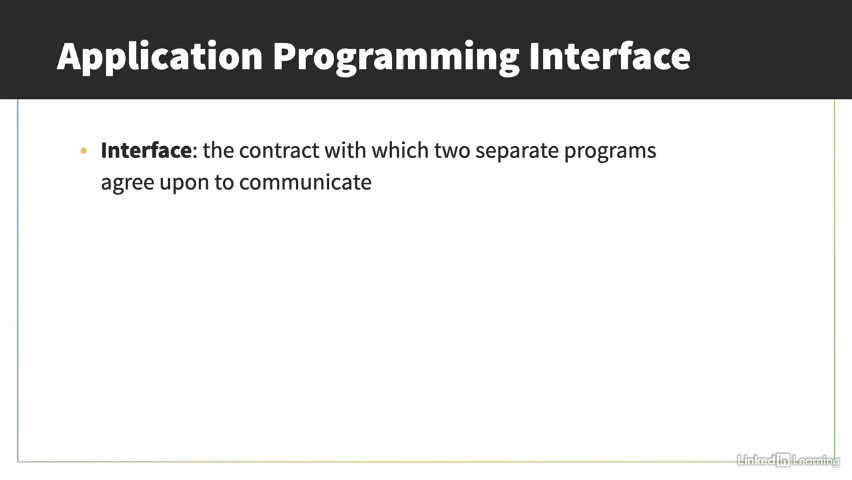 Application Programming Interface
• Interface: the contract with which two separate programs
agree upon to communicate
LinkedIn Learning